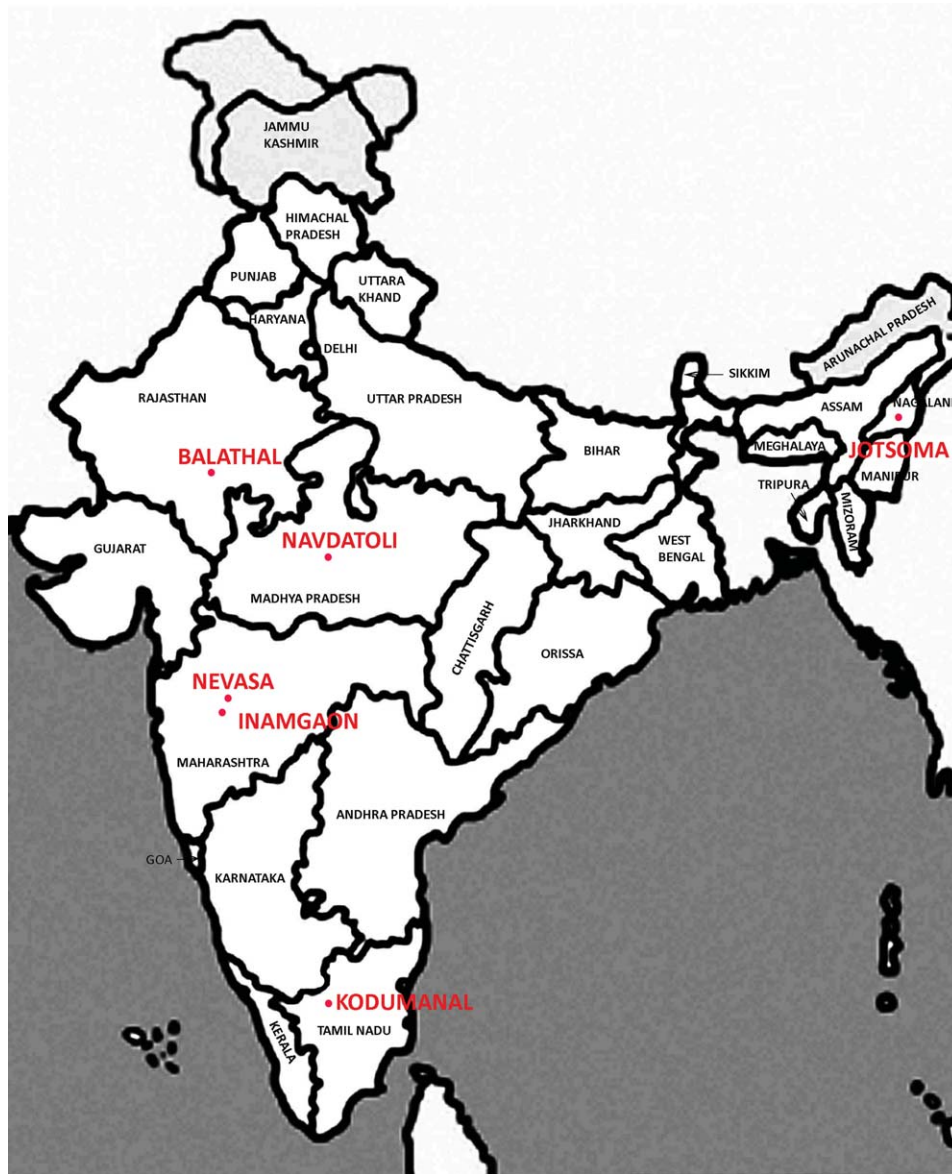 JAMMU
KASHMIR
HIMACHAL
PRADESH
PUNJAB
UTTARA
KHAND
HARYANA
DELHI
ARUNACHAL PRADESH
SIKKIM
RAJASTHAN
UTTAR PRADESH
ASSAM
NAGALAND
BALATHAL
BIHAR
MEGHALAYA
JOTSOMA
TRIPURA
MANIPUR
MIZORAM
GUJARAT
NAVDATOLI
JHARKHAND
WEST
BENGAL
MADHYA PRADESH
CHATTISGARH
ORISSA
NEVASA
INAMGAON
MAHARASHTRA
ANDHRA PRADESH
GOA
KARNATAKA
KODUMANAL
TAMIL NADU
KERALA